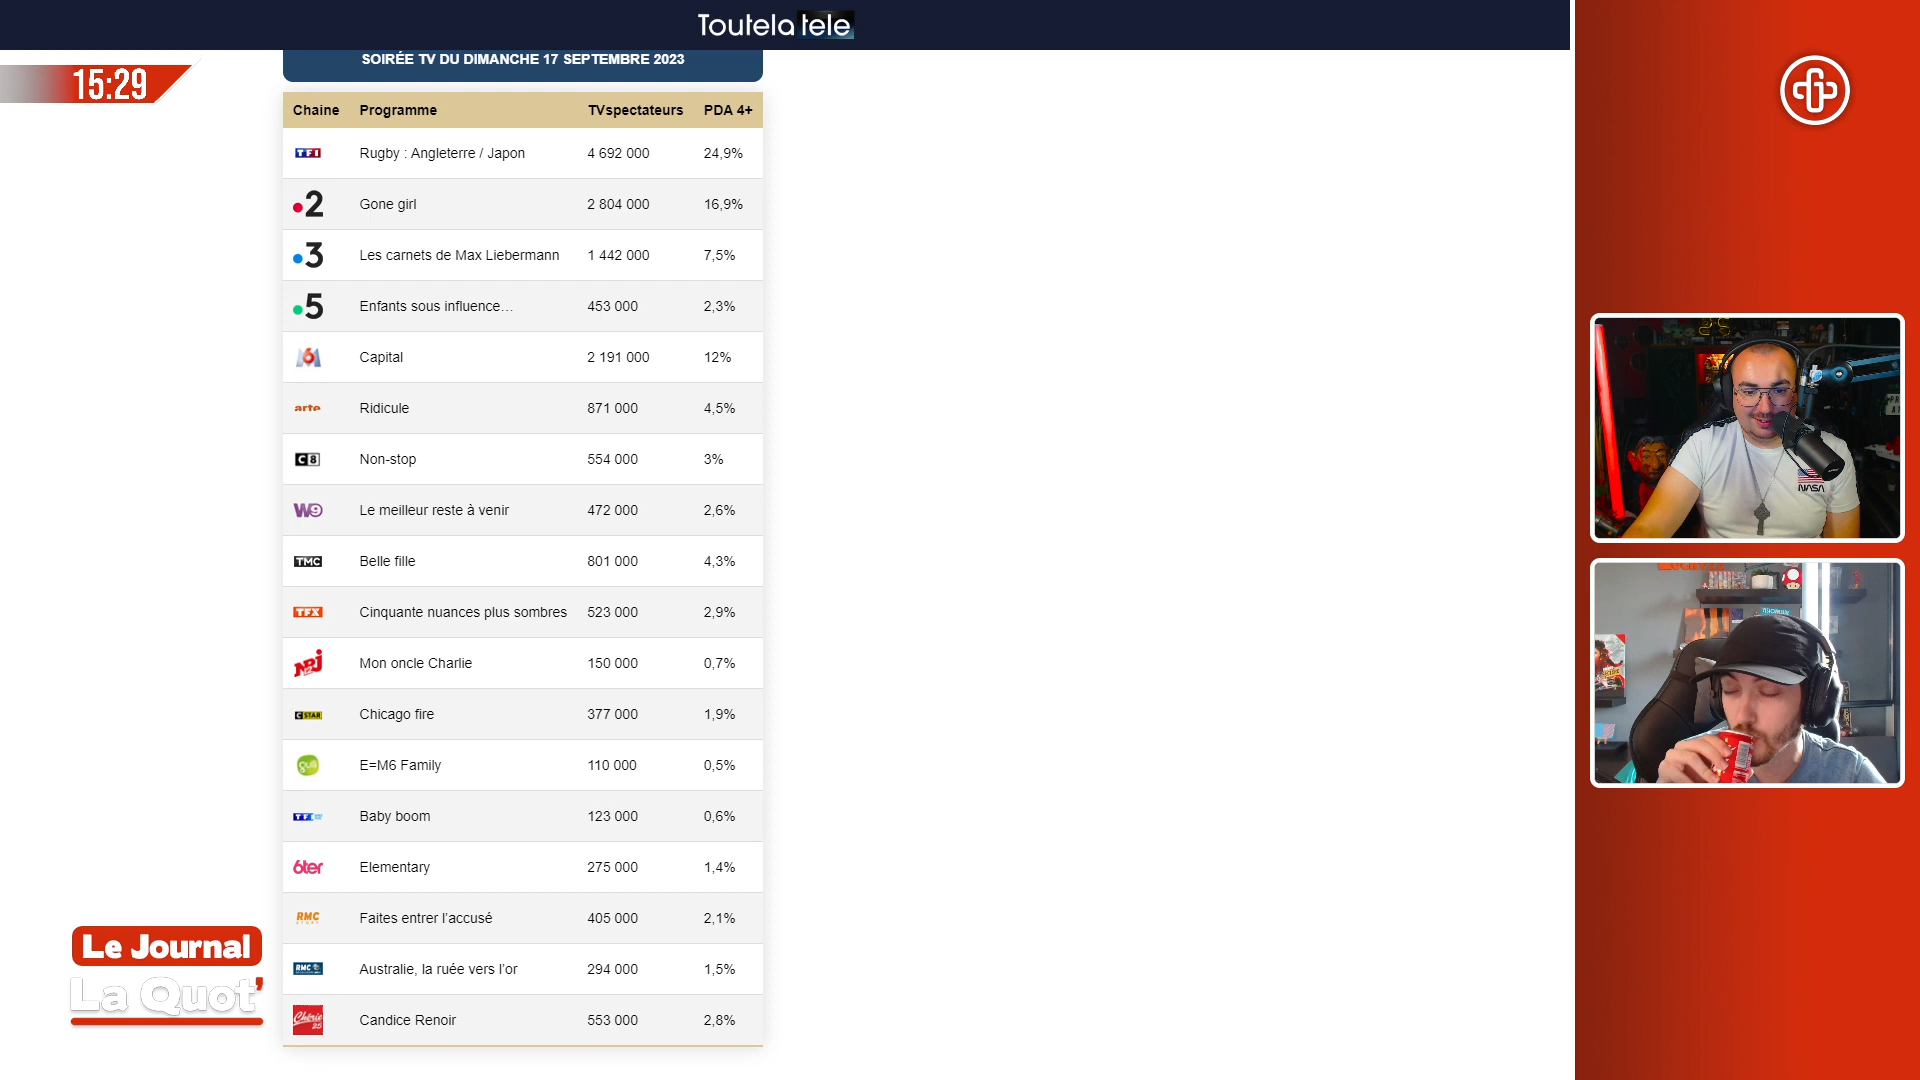 Toutela tele
SOIRÉE TV DU DIMANCHE 17 SEPTEMBRE 2023
15:29
Chaine Programme TVspectateurs PDA 4+
TF1 Rugby : Angleterre / Japon 4 692 000 24,9%
2 Gone girl 2 804 000 16,9%
3 Les carnets de Max Liebermann 1 442 000 7,5%
5 Enfants sous influence… 453 000 2,3%
M6 Capital 2 191 000 12%
arte Ridicule 871 000 4,5%
C8 Non-stop 554 000 3%
W9 Le meilleur reste à venir 472 000 2,6%
TMC Belle fille 801 000 4,3%
TFX Cinquante nuances plus sombres 523 000 2,9%
NRJ Mon oncle Charlie 150 000 0,7%
CSTAR Chicago fire 377 000 1,9%
gulli E=M6 Family 110 000 0,5%
TF1 Baby boom 123 000 0,6%
6ter Elementary 275 000 1,4%
RMC Faites entrer l’accusé 405 000 2,1%
RMC Australie, la ruée vers l’or 294 000 1,5%
Chérie 25 Candice Renoir 553 000 2,8%
Le Journal
La Quot'
NASA